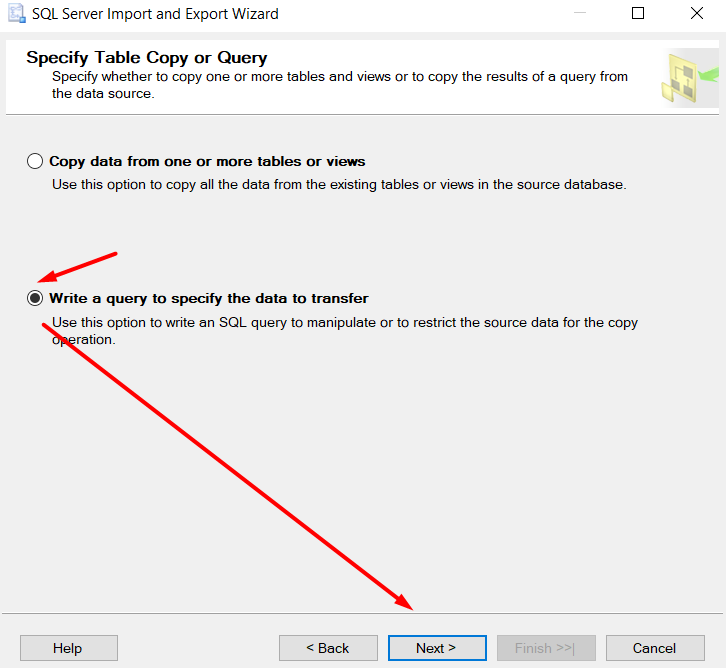 SQL Server Import and Export Wizard
Specify Table Copy or Query
Specify whether to copy one or more tables and views or to copy the results of a query from
the data source.
Copy data from one or more tables or views
Use this option to copy all the data from the existing tables or views in the source database.
Write a query to specify the data to transfer
Use this option to write an SQL query to manipulate or to restrict the source data for the copy
operation.
Help
< Back
Next >
Finish >>|
Cancel